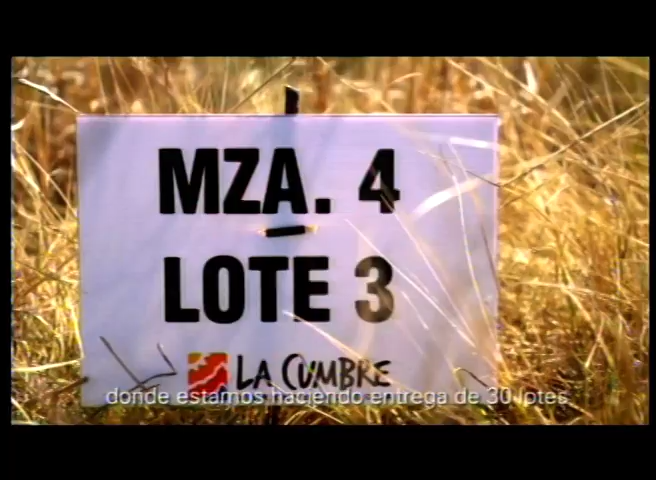 MZA. 4
LOTE 3
LA CUMBRE
donde estamos haciendo entrega de 30 lotes